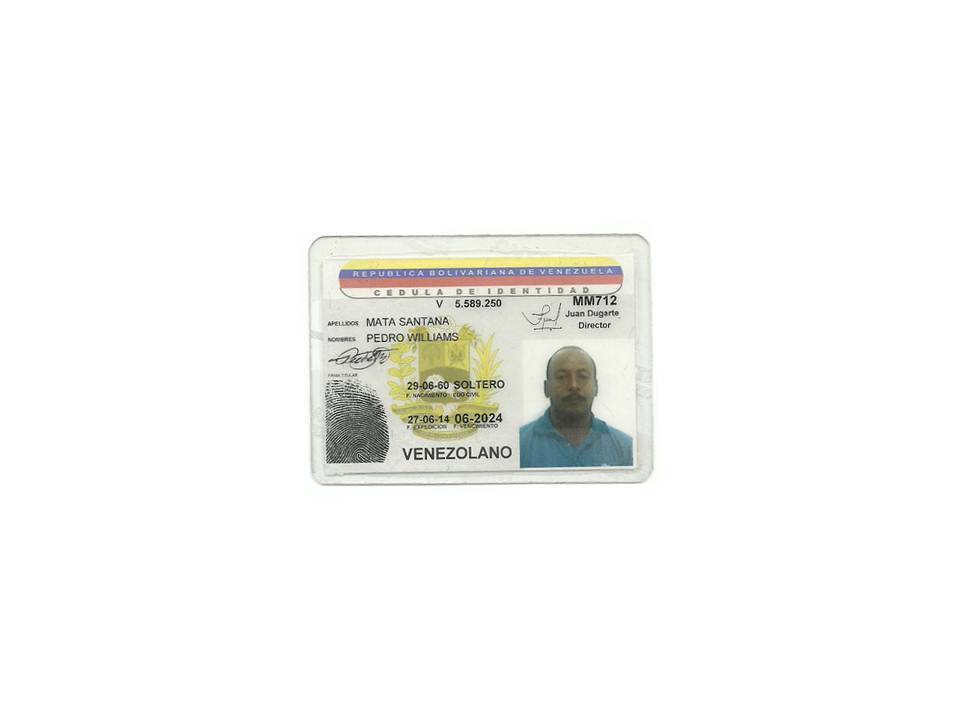 REPUBLICA BOLIVARIANA DE VENEZUELA
CEDULA DE IDENTIDAD
V 5.589.250
MM712
Juan Dugarte
Director
APELLIDOS MATA SANTANA
NOMBRES PEDRO WILLIAMS
FIRMA TITULAR
29-06-60 SOLTERO
F. NACIMIENTO EDO CIVIL
27-06-14 06-2024
F. EXPEDICION F. VENCIMIENTO
VENEZOLANO